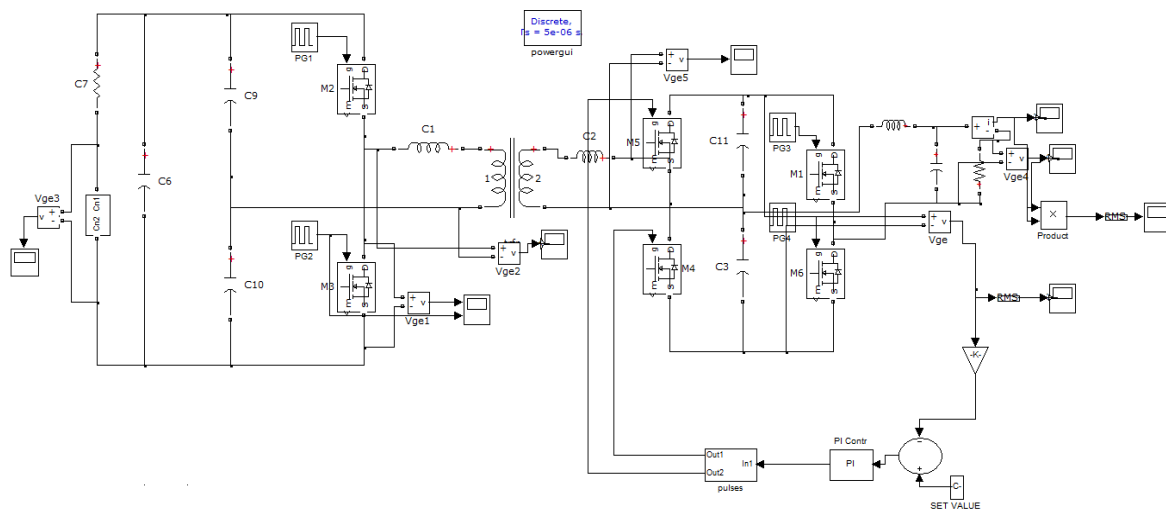 Discrete,
Ts = 5e-06 s
powergui
PG1
C7
C9
M2
Vge5
+
-
v
C1
C2
M5
C11
PG3
i
Vge4
C6
1
2
M1
Vge3
v
+
-
Cn1
Cn2
PG4
Vge
X
Product
RMS
PG2
Vge2
M4
C3
M6
C10
M3
Vge1
RMS
-K-
PI Contr
PI
Out1
Out2
In1
pulses
C-
SET VALUE